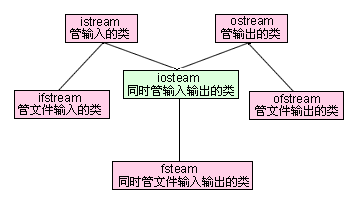 istream
管输入的类
ostream
管输出的类
iosteam
同时管输入输出的类
ifstream
管文件输入的类
ofstream
管文件输出的类
fsteam
同时管文件输入输出的类